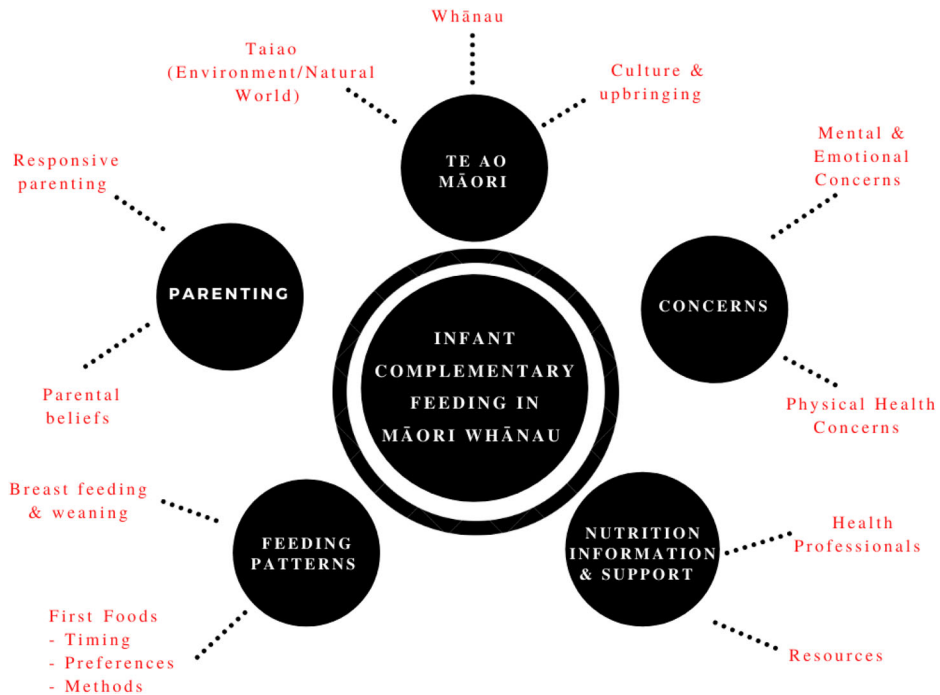 Whānau
Taiao
(Environment/Natural
World)
Culture &
upbringing
TE AO
MĀORI
Mental &
Emotional
Concerns
Responsive
parenting
PARENTING
CONCERNS
INFANT
COMPLEMENTARY
FEEDING IN
MĀORI WHĀNAU
Parental
beliefs
Physical Health
Concerns
Breast feeding
& weaning
FEEDING
PATTERNS
NUTRITION
INFORMATION
& SUPPORT
Health
Professionals
First Foods
- Timing
- Preferences
- Methods
Resources